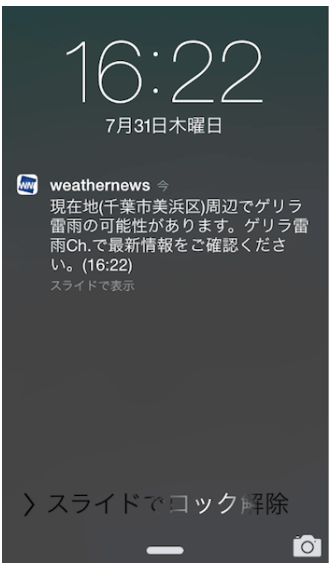 16:22
7月31日木曜日
weathernews 今
現在地(千葉市美浜区)周辺でゲリラ
雷雨の可能性があります。ゲリラ雷
雨Ch.で最新情報をご確認くださ
い。(16:22)
スライドで表示
> スライドでロック解除